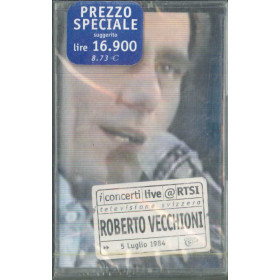 PREZZO
SPECIALE
suggerito
lire 16.900
8.73 €
i concerti live @ RTSI
televisione svizzera
ROBERTO VECCHIONI
5 Luglio 1984